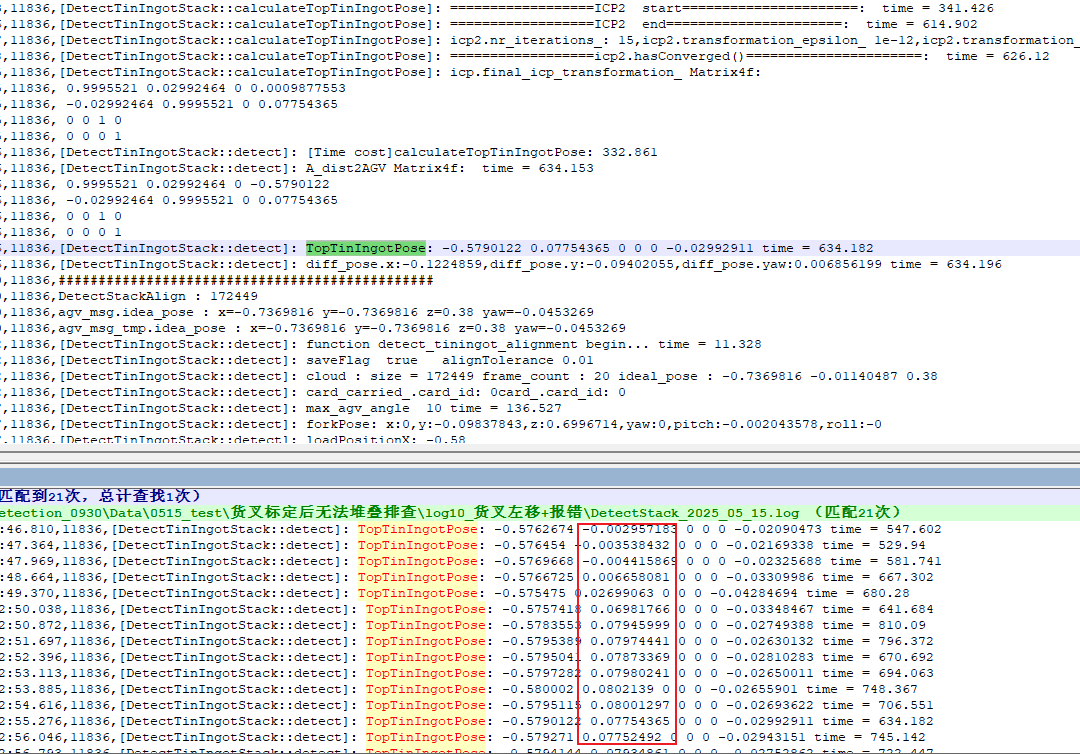 ,11836,[DetectTinIngotStack::calculateTopTinIngotPose]: ==================ICP2  start======================:  time = 341.426
,11836,[DetectTinIngotStack::calculateTopTinIngotPose]: ==================ICP2  end======================:  time = 614.902
,11836,[DetectTinIngotStack::calculateTopTinIngotPose]: icp2.nr_iterations_: 15,icp2.transformation_epsilon_ 1e-12,icp2.transformation_
,11836,[DetectTinIngotStack::calculateTopTinIngotPose]: ==================icp2.hasConverged()======================:  time = 626.12
,11836,[DetectTinIngotStack::calculateTopTinIngotPose]: icp.final_icp_transformation_ Matrix4f:
,11836, 0.9995521 0.02992464 0 0.0009877553
,11836, -0.02992464 0.9995521 0 0.07754365
,11836, 0 0 1 0
,11836, 0 0 0 1
,11836,[DetectTinIngotStack::detect]: [Time cost]calculateTopTinIngotPose: 332.861
,11836,[DetectTinIngotStack::detect]: A_dist2AGV Matrix4f:  time = 634.153
,11836, 0.9995521 0.02992464 0 -0.5790122
,11836, -0.02992464 0.9995521 0 0.07754365
,11836, 0 0 1 0
,11836, 0 0 0 1
,11836,[DetectTinIngotStack::detect]: TopTinIngotPose: -0.5790122 0.07754365 0 0 0 -0.02992911 time = 634.182
,11836,[DetectTinIngotStack::detect]: diff_pose.x:-0.1224859,diff_pose.y:-0.09402055,diff_pose.yaw:0.006856199 time = 634.196
,11836,###############################################
,11836,DetectStackAlign : 172449
,11836,agv_msg.idea_pose : x=-0.7369816 y=-0.7369816 z=0.38 yaw=-0.0453269
,11836,agv_msg_tmp.idea_pose : x=-0.7369816 y=-0.7369816 z=0.38 yaw=-0.0453269
,11836,[DetectTinIngotStack::detect]: function detect_tiningot_alignment begin... time = 11.328
,11836,[DetectTinIngotStack::detect]: saveFlag  true   alignTolerance 0.01
,11836,[DetectTinIngotStack::detect]: cloud : size = 172449 frame_count : 20 ideal_pose : -0.7369816 -0.01140487 0.38
,11836,[DetectTinIngotStack::detect]: card_carried_.card_id: 0card_.card_id: 0
,11836,[DetectTinIngotStack::detect]: max_agv_angle  10 time = 136.527
,11836,[DetectTinIngotStack::detect]: forkPose: x:0,y:-0.09837843,z:0.6996714,yaw:0,pitch:-0.002043578,roll:-0
,11836,[DetectTinIngotStack::detect]: loadPositionX: -0.58
匹配到21次，总计查找1次）
etection_0930\Data\0515_test\货叉标定后无法堆叠排查\log10_货叉左移+报错\DetectStack_2025_05_15.log （匹配21次）
:46.810,11836,[DetectTinIngotStack::detect]: TopTinIngotPose: -0.5762674 -0.002957183 0 0 0 -0.02090473 time = 547.602
:47.364,11836,[DetectTinIngotStack::detect]: TopTinIngotPose: -0.576454 -0.003538432 0 0 0 -0.02169338 time = 529.94
:47.969,11836,[DetectTinIngotStack::detect]: TopTinIngotPose: -0.5769668 -0.004415869 0 0 0 -0.02325688 time = 581.741
:48.664,11836,[DetectTinIngotStack::detect]: TopTinIngotPose: -0.5766725 0.006658081 0 0 0 -0.03309986 time = 667.302
:49.370,11836,[DetectTinIngotStack::detect]: TopTinIngotPose: -0.575475 0.02699063 0 0 0 -0.04284694 time = 680.28
2:50.038,11836,[DetectTinIngotStack::detect]: TopTinIngotPose: -0.5757418 0.06981766 0 0 0 -0.03348467 time = 641.684
2:50.872,11836,[DetectTinIngotStack::detect]: TopTinIngotPose: -0.5783553 0.07945999 0 0 0 -0.02749388 time = 810.09
2:51.697,11836,[DetectTinIngotStack::detect]: TopTinIngotPose: -0.5795389 0.07974441 0 0 0 -0.02630132 time = 796.372
2:52.396,11836,[DetectTinIngotStack::detect]: TopTinIngotPose: -0.5795041 0.07873369 0 0 0 -0.02810283 time = 670.692
2:53.113,11836,[DetectTinIngotStack::detect]: TopTinIngotPose: -0.5797282 0.07980241 0 0 0 -0.02650011 time = 694.063
2:53.885,11836,[DetectTinIngotStack::detect]: TopTinIngotPose: -0.580002 0.0802139 0 0 0 -0.02655901 time = 748.367
2:54.616,11836,[DetectTinIngotStack::detect]: TopTinIngotPose: -0.5795115 0.08001297 0 0 0 -0.02693622 time = 706.551
2:55.276,11836,[DetectTinIngotStack::detect]: TopTinIngotPose: -0.5790122 0.07754365 0 0 0 -0.02992911 time = 634.182
2:56.046,11836,[DetectTinIngotStack::detect]: TopTinIngotPose: -0.579271 0.07752492 0 0 0 -0.02943151 time = 745.142
2:56.793,11836,[DetectTinIngotStack::detect]: TopTinIngotPose: